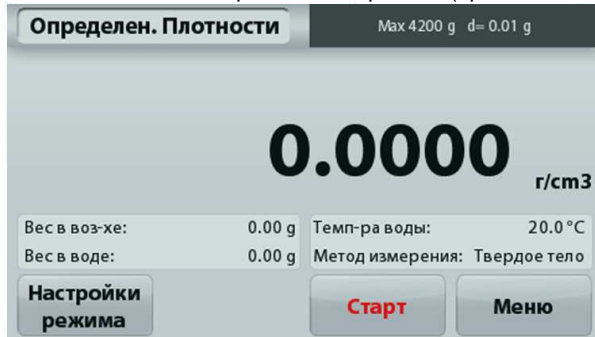 Определен. Плотности
Max 4200 g d= 0.01 g
0.0000
г/cm3
Вес в воз-хе: 0.00 g
Темп-ра воды: 20.0°C
Вес в воде: 0.00 g
Метод измерения: Твердое тело
Настройки
режима
Старт
Меню